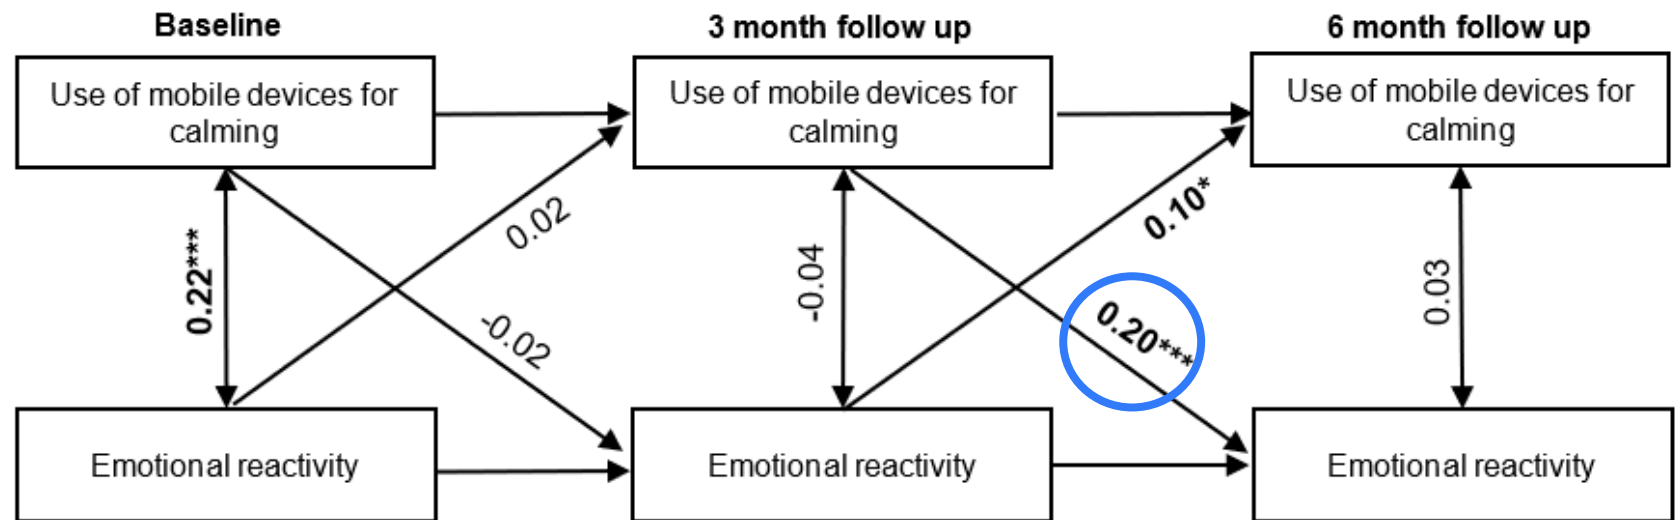 Baseline
3 month follow up
6 month follow up
Use of mobile devices for
calming
Use of mobile devices for
calming
Use of mobile devices for
calming
0.22***
0.02
-0.02
-0.04
0.10*
0.20***
0.03
Emotional reactivity
Emotional reactivity
Emotional reactivity